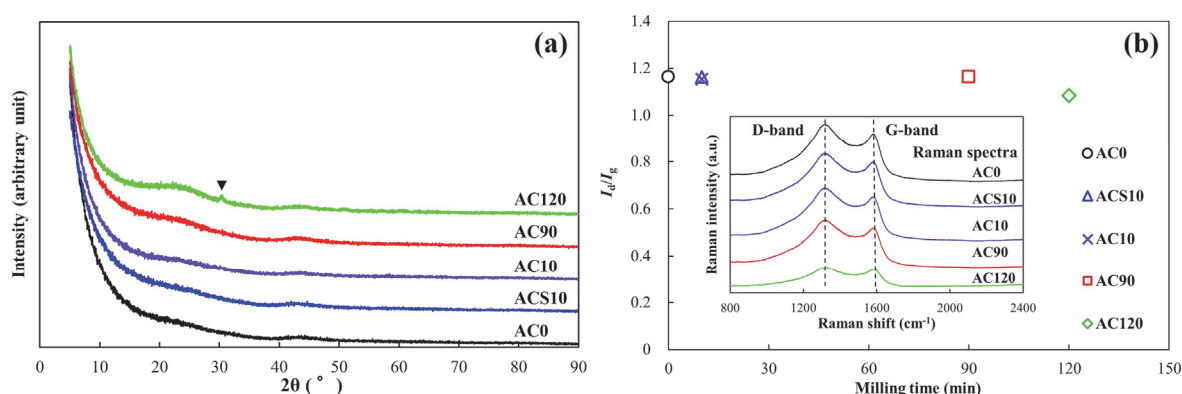 (a)
Intensity (arbitrary unit)
AC120
AC90
AC10
ACS10
AC0
0 10 20 30 40 50 60 70 80 90
2θ ( ° )
(b)
Id/Ig
1.4
1.2
1.0
0.8
0.6
0.4
0.2
0
0 30 60 90 120 150
Milling time (min)
D-band G-band
Raman spectra
Raman intensity (a.u.)
AC0
ACS10
AC10
AC90
AC120
800 1200 1600 2000 2400
Raman shift (cm-1)
AC0
ACS10
AC10
AC90
AC120